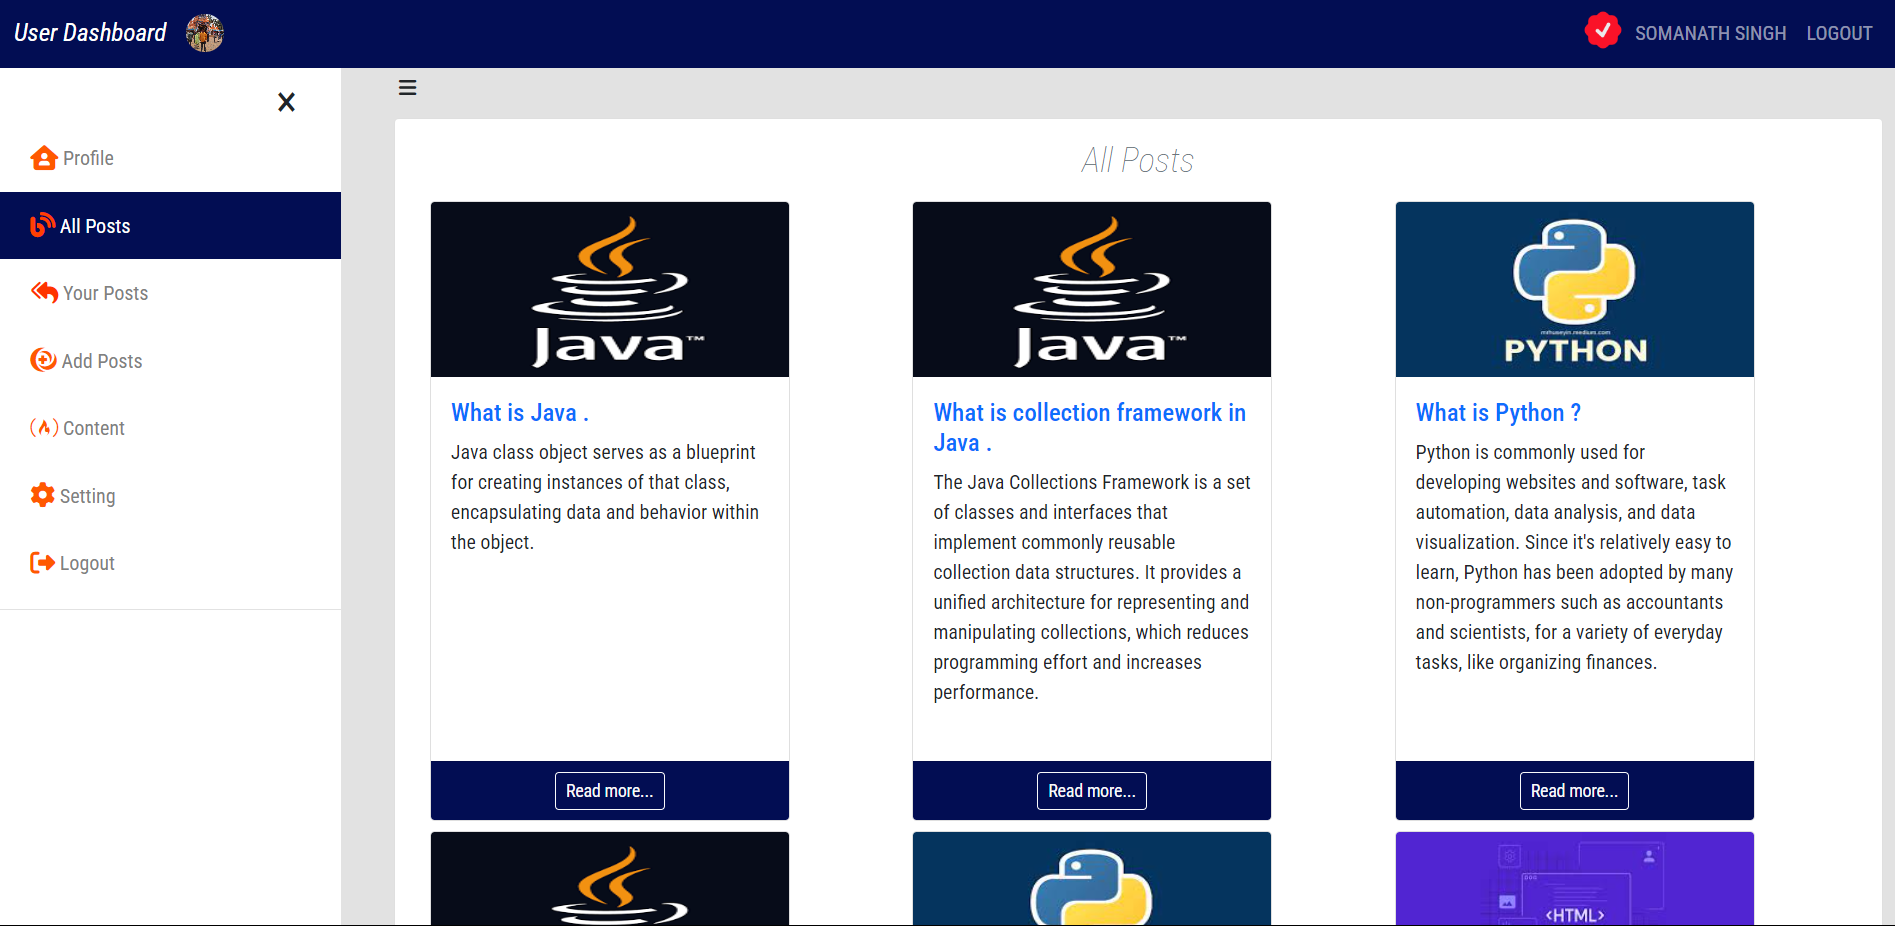 User Dashboard
SOMANATH SINGH
LOGOUT
X
Profile
All Posts
Your Posts
Add Posts
Content
Setting
Logout
All Posts
Java™
What is Java .
Java class object serves as a blueprint
for creating instances of that class,
encapsulating data and behavior within
the object.
Read more...
Java™
What is collection framework in
Java .
The Java Collections Framework is a set
of classes and interfaces that
implement commonly reusable
collection data structures. It provides a
unified architecture for representing and
manipulating collections, which reduces
programming effort and increases
performance.
Read more...
mrhuseyin.medium.com
PYTHON
What is Python ?
Python is commonly used for
developing websites and software, task
automation, data analysis, and data
visualization. Since it's relatively easy to
learn, Python has been adopted by many
non-programmers such as accountants
and scientists, for a variety of everyday
tasks, like organizing finances.
Read more...
<HTML>